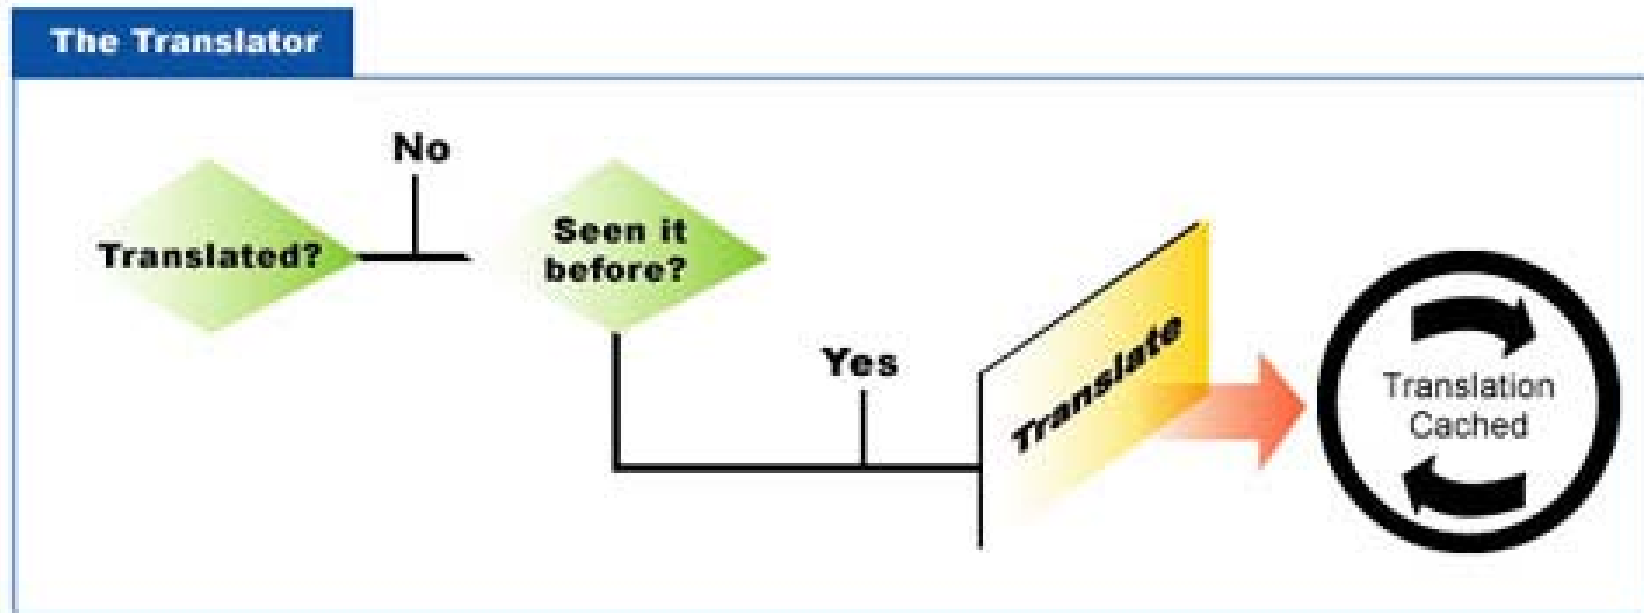 The Translator
No
Translated?
Seen it
before?
Yes
Translate
Translation
Cached